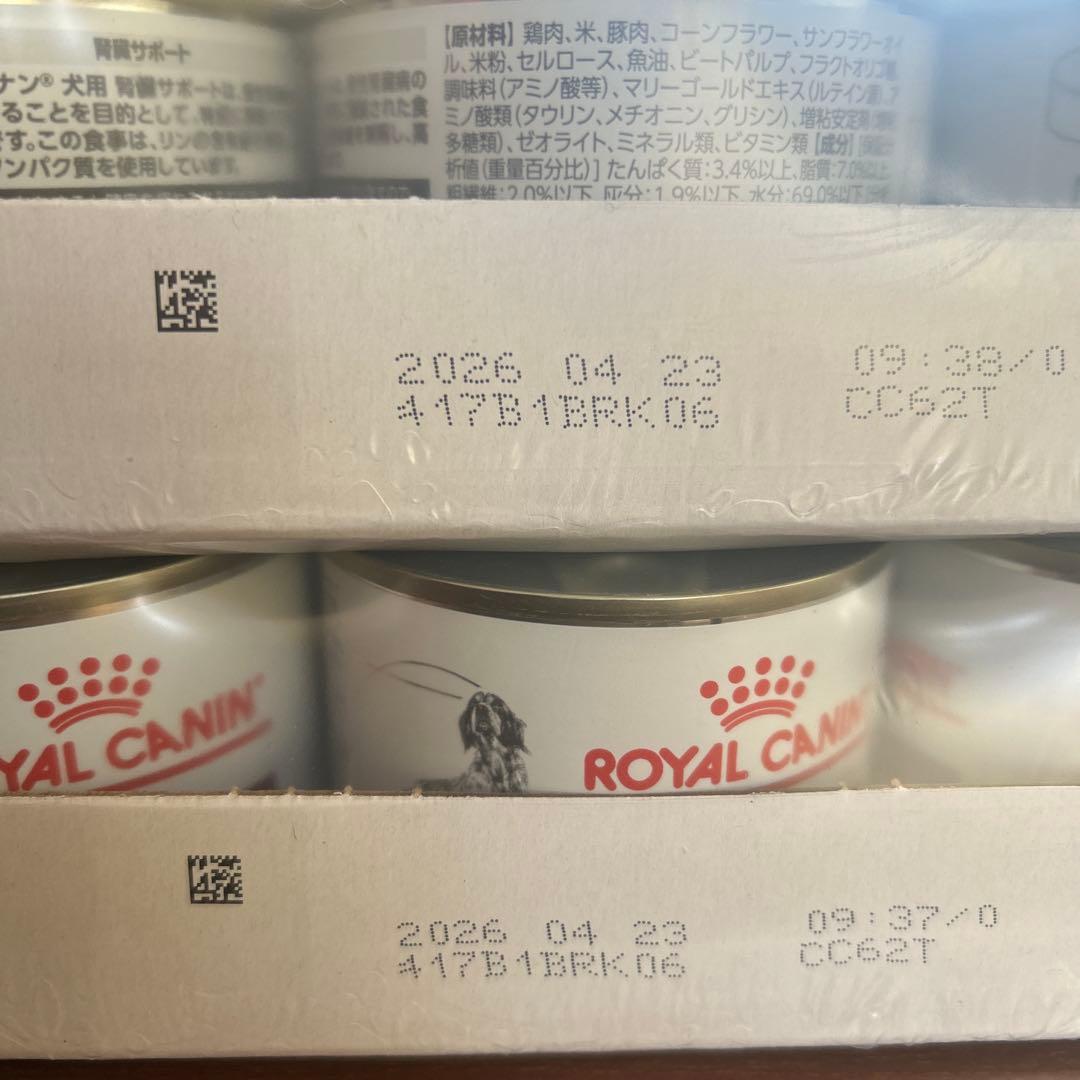 腎臓サポート
ナン® 犬用 腎臓サポートは、
ることを目的として、
です。この食事は、リンの含有
タンパク質を使用しています。
【原材料】鶏肉、米、豚肉、コーンフラワー、サンフラワーオイ
ル、米粉、セルロース、魚油、ビートパルプ、フラクトオリゴ糖、
調味料(アミノ酸等)、マリーゴールドエキス(ルテイン源)、ア
ミノ酸類(タウリン、メチオニン、グリシン)、増粘安定剤(
多糖類)、ゼオライト、ミネラル類、ビタミン類【成分】
析値(重量百分比)] たんぱく質:3.4%以上、脂質:7.0%以上、
粗繊維:2.0%以下、灰分:1.9%以下、水分:69.0%以下
2026 04 23 09:38/0
417B1BRK06 CC62T
YAL CANIN
ROYAL CANIN
2026 04 23 09:37/0
417B1BRK06 CC62T